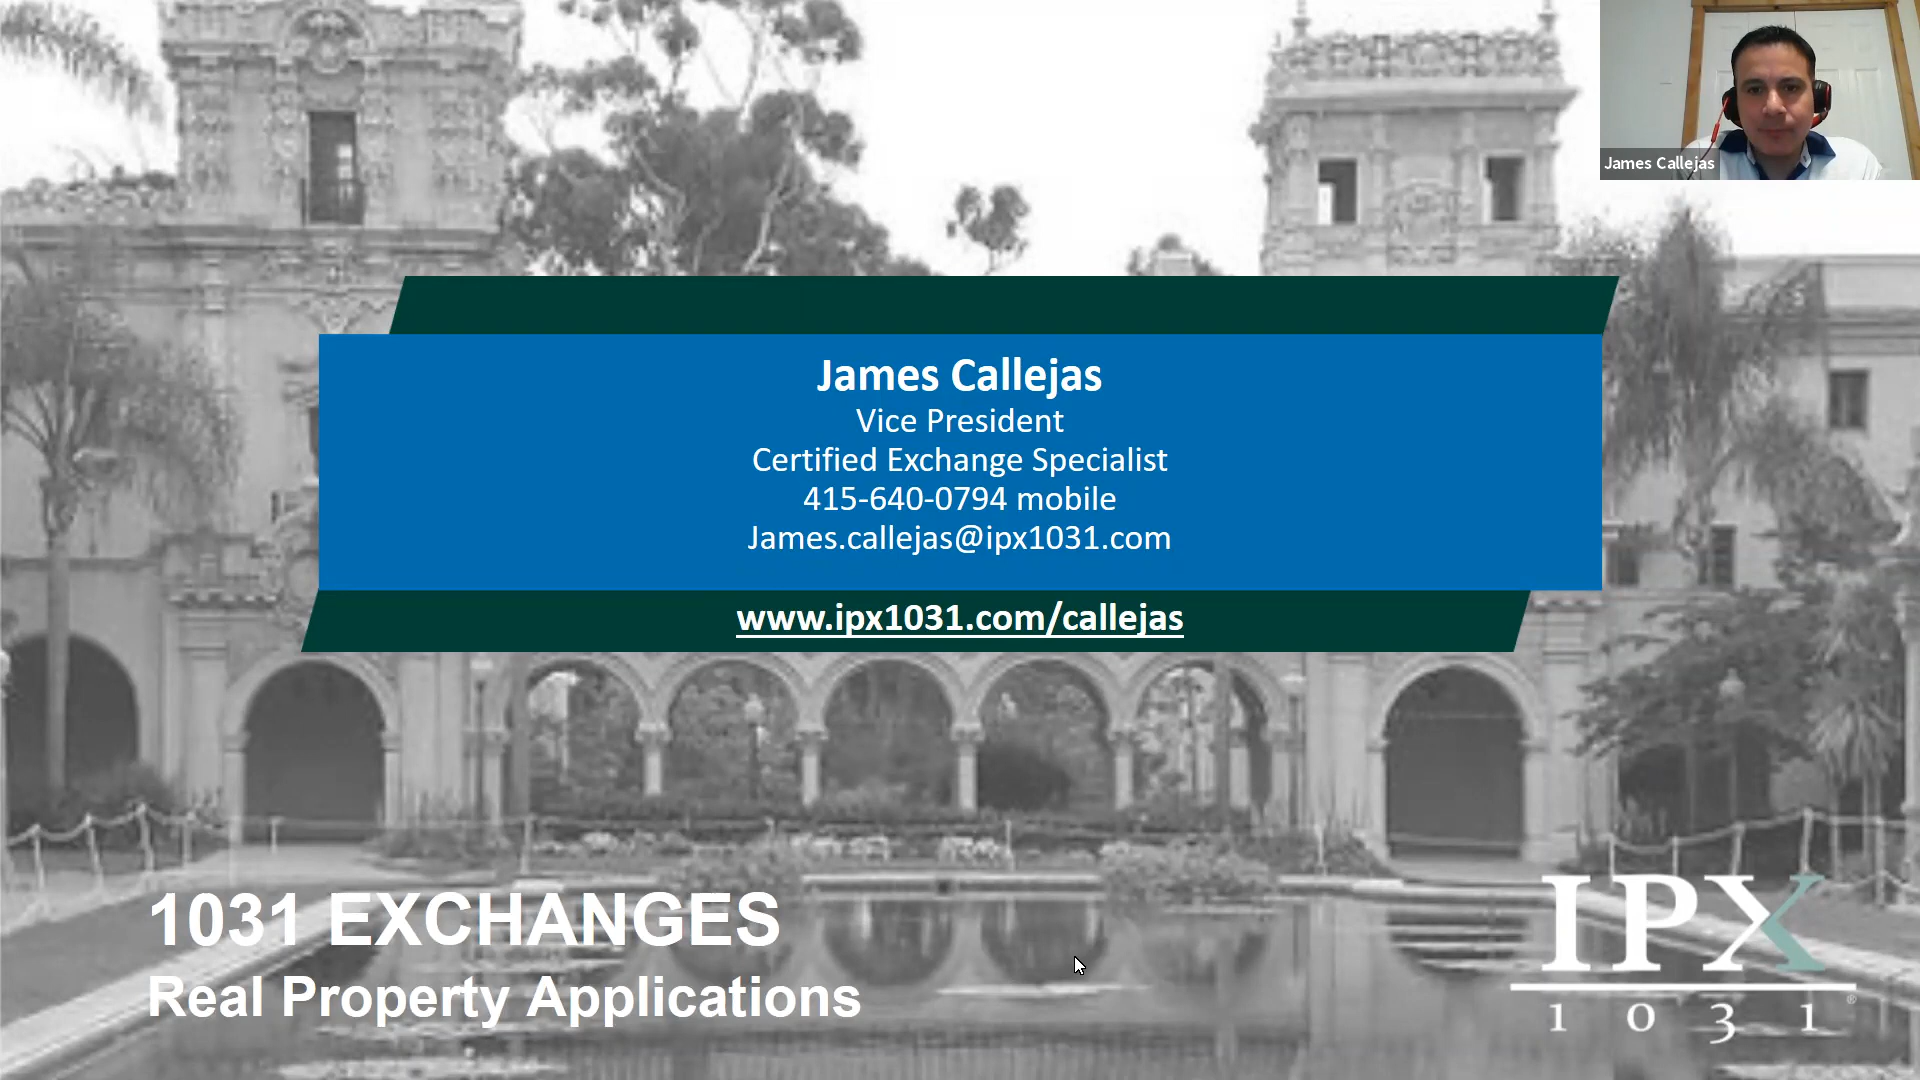 James Callejas
James Callejas
Vice President
Certified Exchange Specialist
415-640-0794 mobile
James.callejas@ipx1031.com
www.ipx1031.com/callejas
1031 EXCHANGES
Real Property Applications
IPX
1031®